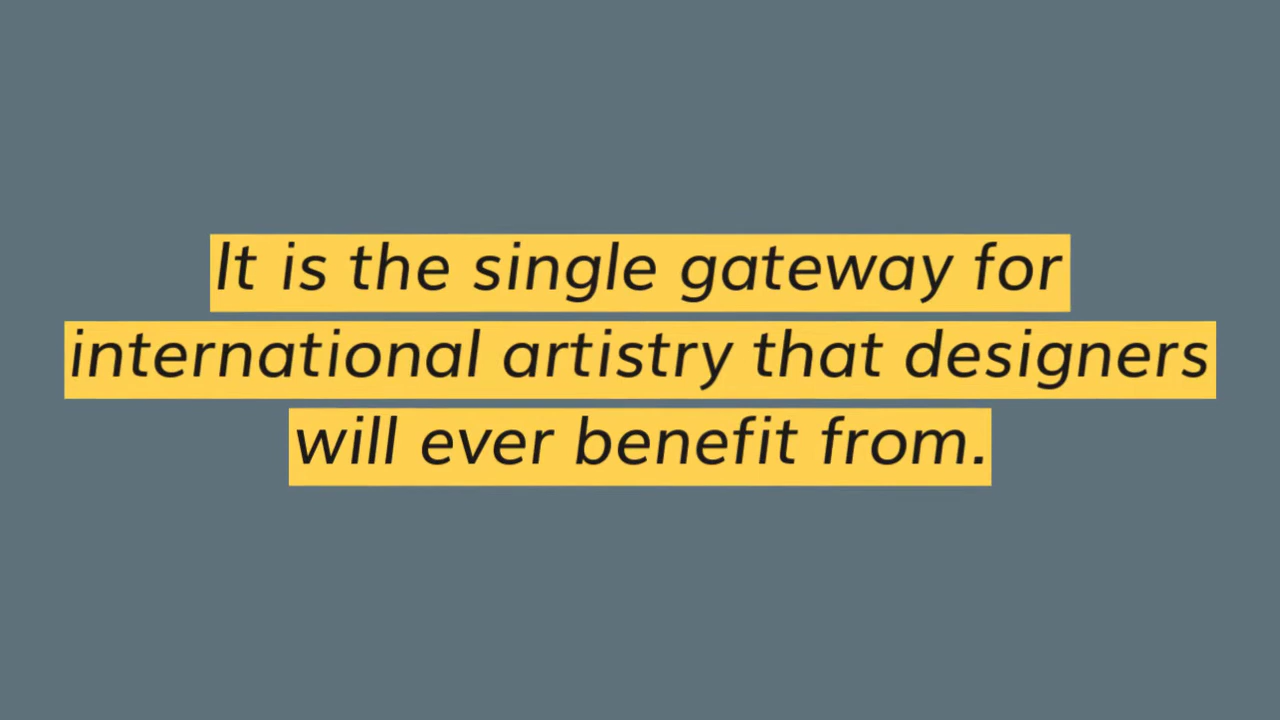 It is the single gateway for
international artistry that designers
will ever benefit from.